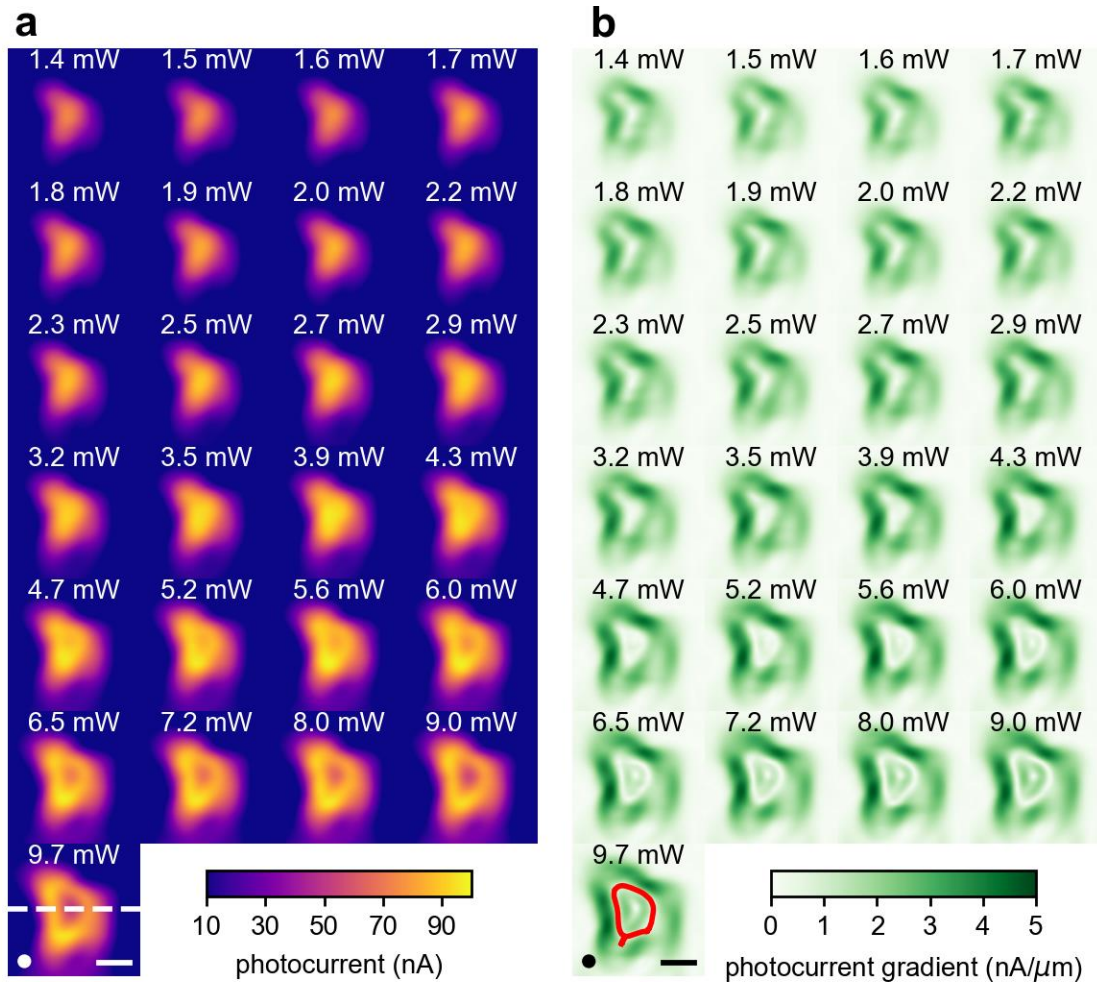 a
1.4 mW 1.5 mW 1.6 mW 1.7 mW
1.8 mW 1.9 mW 2.0 mW 2.2 mW
2.3 mW 2.5 mW 2.7 mW 2.9 mW
3.2 mW 3.5 mW 3.9 mW 4.3 mW
4.7 mW 5.2 mW 5.6 mW 6.0 mW
6.5 mW 7.2 mW 8.0 mW 9.0 mW
9.7 mW
10 30 50 70 90
photocurrent (nA)
b
1.4 mW 1.5 mW 1.6 mW 1.7 mW
1.8 mW 1.9 mW 2.0 mW 2.2 mW
2.3 mW 2.5 mW 2.7 mW 2.9 mW
3.2 mW 3.5 mW 3.9 mW 4.3 mW
4.7 mW 5.2 mW 5.6 mW 6.0 mW
6.5 mW 7.2 mW 8.0 mW 9.0 mW
9.7 mW
0 1 2 3 4 5
photocurrent gradient (nA/μm)